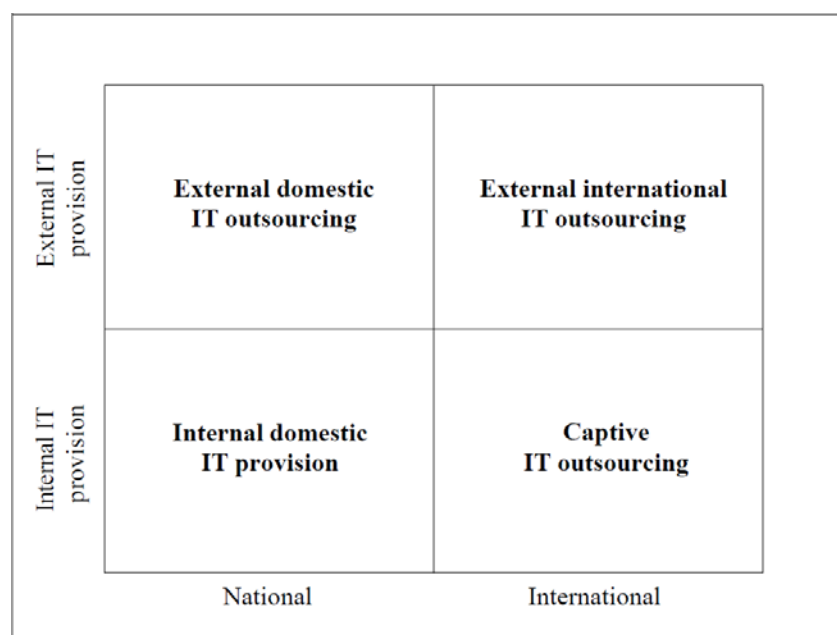 External IT
provision
External domestic
IT outsourcing
External international
IT outsourcing
Internal IT
provision
Internal domestic
IT provision
Captive
IT outsourcing
National
International